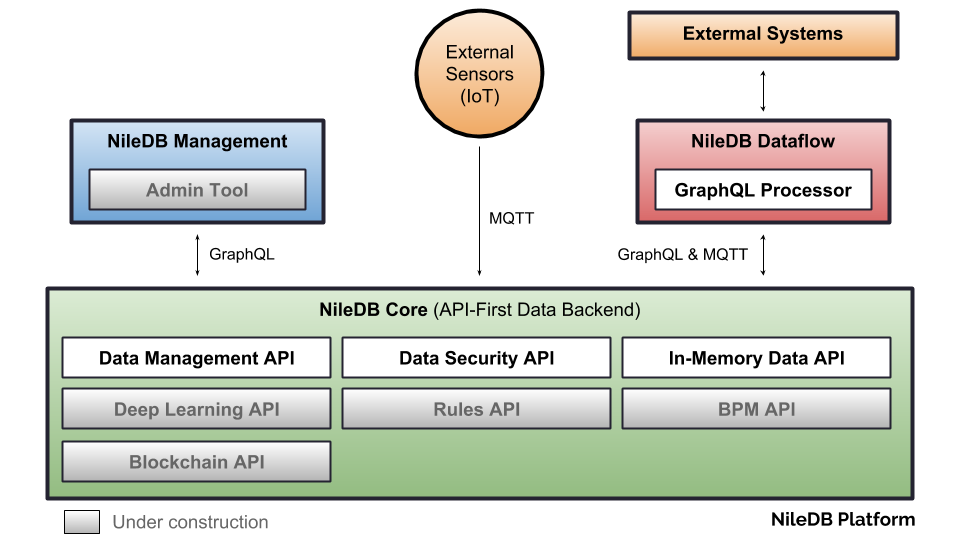 External
Sensors
(IoT)
Extermal Systems
NileDB Management
Admin Tool
NileDB Dataflow
GraphQL Processor
MQTT
GraphQL
GraphQL & MQTT
NileDB Core (API-First Data Backend)
Data Management API
Data Security API
In-Memory Data API
Deep Learning API
Rules API
BPM API
Blockchain API
Under construction
NileDB Platform